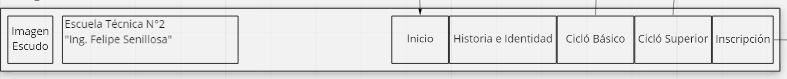 Imagen
Escudo
Escuela Técnica N°2
"Ing. Felipe Senillosa"
Inicio
Historia e Identidad
Cicló Básico
Cicló Superior
Inscripción